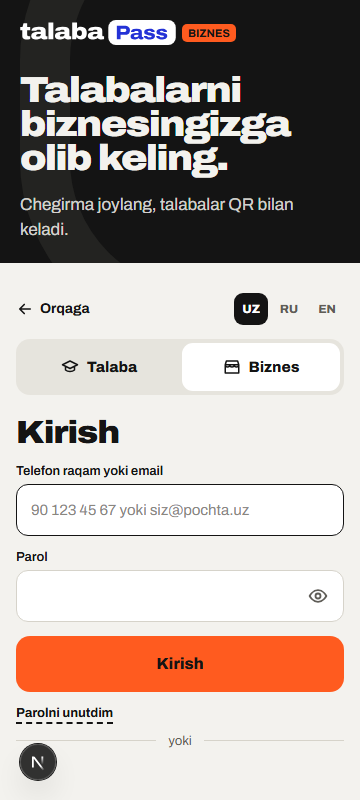 talaba Pass BIZNES
Talabalarni
biznesingizga
olib keling.
Chegirma joylang, talabalar QR bilan
keladi.
← Orqaga UZ RU EN
Talaba Biznes
Kirish
Telefon raqam yoki email
90 123 45 67 yoki siz@pochta.uz
Parol
Kirish
Parolni unutdim
yoki
N